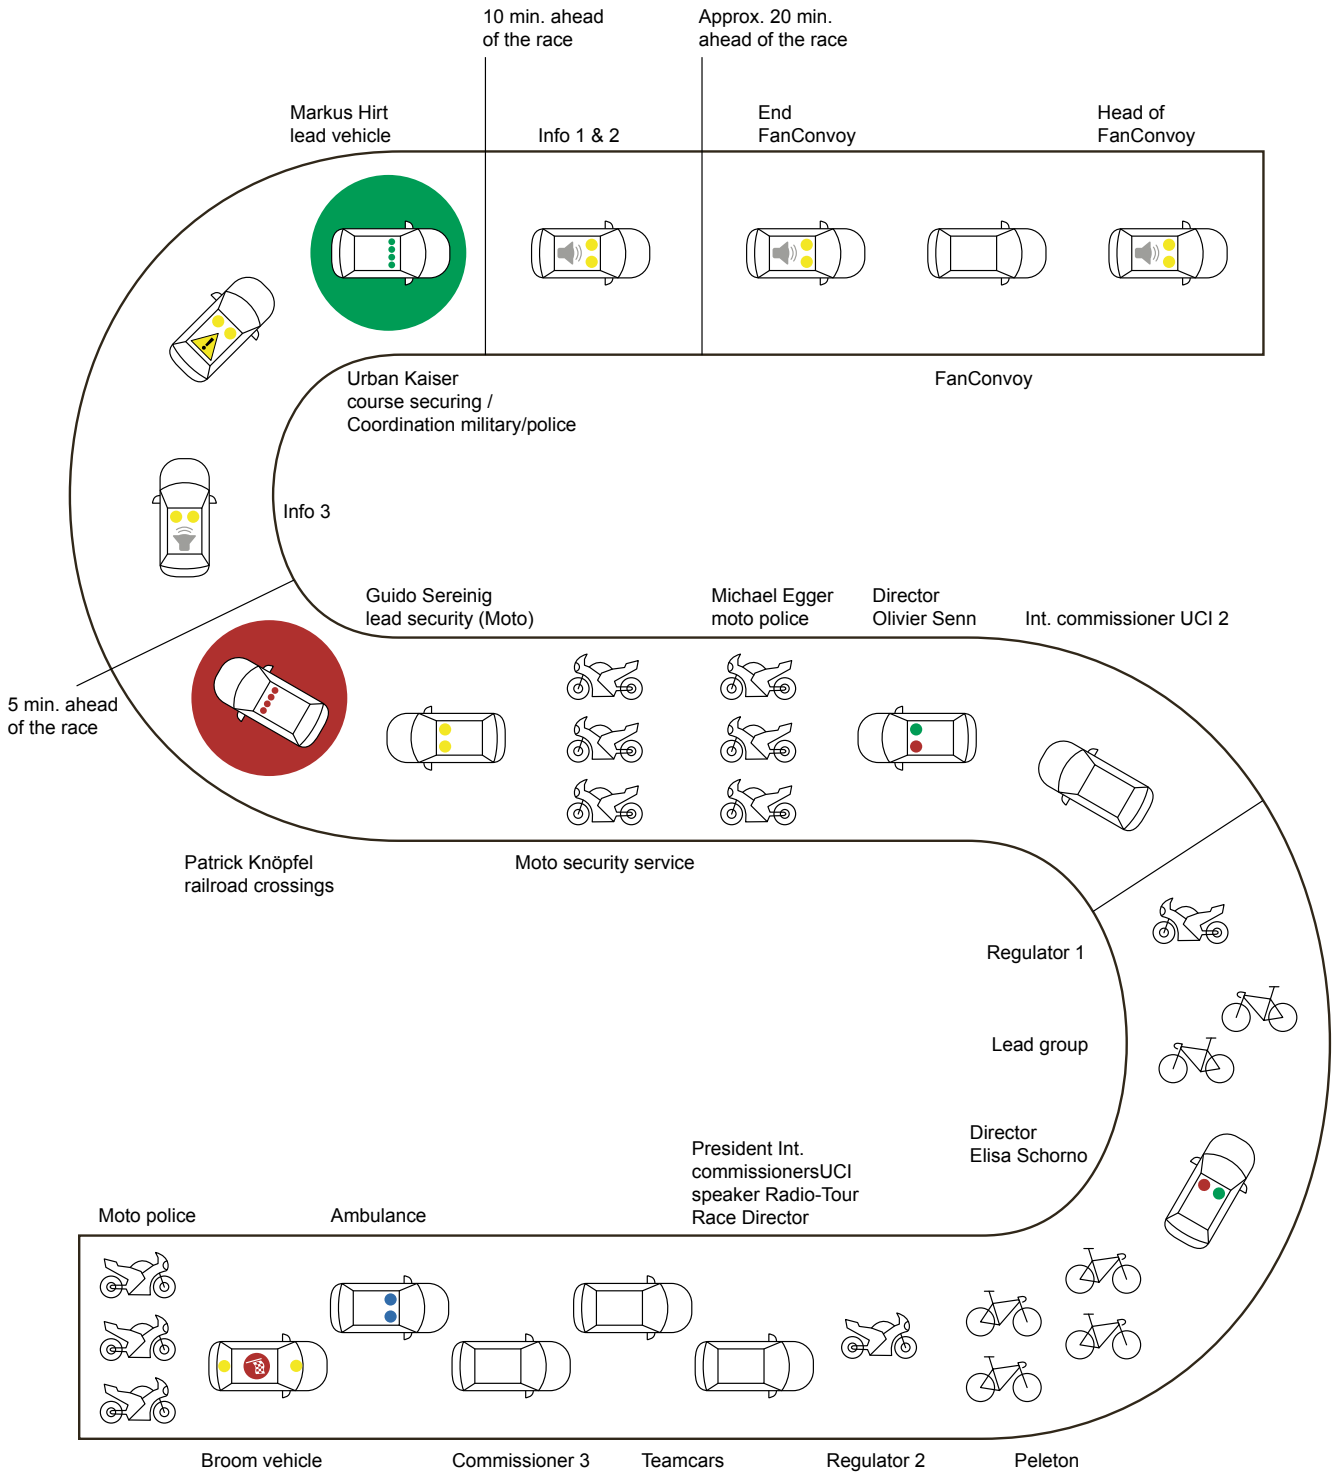 10 min. ahead
of the race
Approx. 20 min.
ahead of the race
Markus Hirt
lead vehicle
Info 1 & 2
End
FanConvoy
Head of
FanConvoy
Urban Kaiser
course securing /
Coordination military/police
FanConvoy
Info 3
5 min. ahead
of the race
Guido Sereinig
lead security (Moto)
Michael Egger
moto police
Director
Olivier Senn
Int. commissioner UCI 2
Patrick Knöpfel
railroad crossings
Moto security service
Regulator 1
Lead group
Director
Elisa Schorno
President Int.
commissionersUCI
speaker Radio-Tour
Race Director
Moto police
Ambulance
Broom vehicle
Commissioner 3
Teamcars
Regulator 2
Peleton